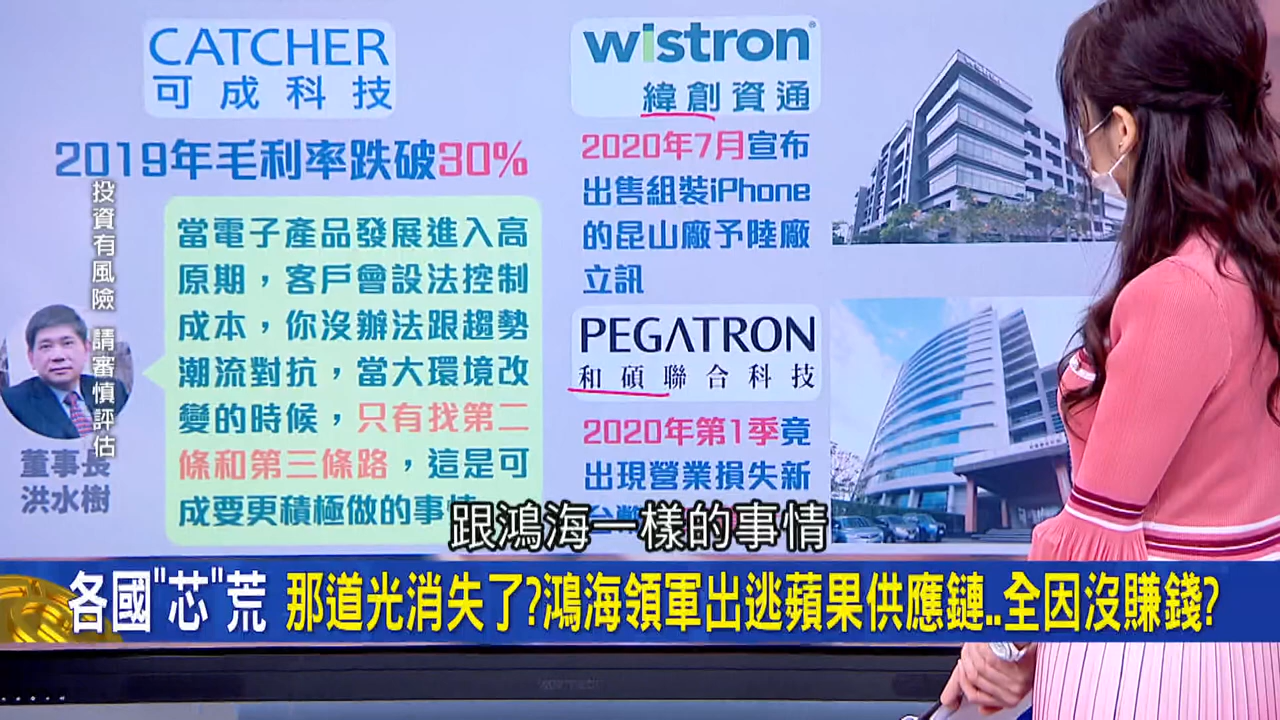 CATCHER
可成科技
2019年毛利率跌破30%
投資有風險 請審慎評估
當電子產品發展進入高
原期，客戶會設法控制
成本，你沒辦法跟趨勢
潮流對抗，當大環境改
變的時候，只有找第二
條和第三條路，這是可
成要更積極做的事情
董事長
洪水樹
wistron
緯創資通
2020年7月宣布
出售組裝iPhone
的昆山廠予陸廠
立訊
PEGATRON
和碩聯合科技
2020年第1季竟
出現營業損失新
跟鴻海一樣的事情
各國"芯"荒 那道光消失了?鴻海領軍出逃蘋果供應鏈..全因沒賺錢?